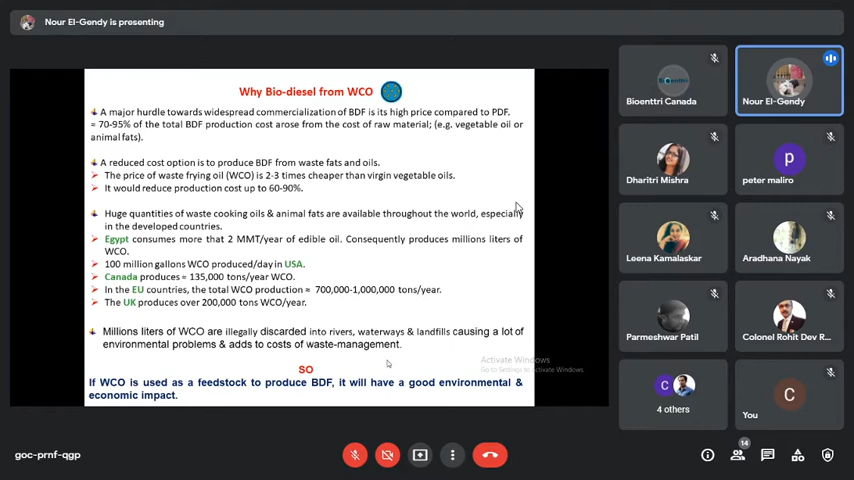 Nour El-Gendy is presenting
Why Bio-diesel from WCO
A major hurdle towards widespread commercialization of BDF is its high price compared to PDF,
≈ 70-95% of the total BDF production cost arose from the cost of raw material; (e.g. vegetable oil or
animal fats).
A reduced cost option is to produce BDF from waste fats and oils.
The price of waste frying oil (WCO) is 2-3 times cheaper than virgin vegetable oils.
It would reduce production cost up to 60-90%.
Huge quantities of waste cooking oils & animal fats are available throughout the world, especially
in the developed countries.
Egypt consumes more that 2 MMT/year of edible oil. Consequently produces millions liters of
WCO.
100 million gallons WCO produced/day in USA.
Canada produces ≈ 135,000 tons/year WCO.
In the EU countries, the total WCO production ≈ 700,000-1,000,000 tons/year.
The UK produces over 200,000 tons WCO/year.
Millions liters of WCO are illegally discarded into rivers, waterways & landfills causing a lot of
environmental problems & adds to costs of waste-management.
SO
If WCO is used as a feedstock to produce BDF, it will have a good environmental &
economic impact.
Activate Windows
Go to Settings to activate Windows.
Bioenttri
Bioenttri Canada
Nour El-Gendy
Dharitri Mishra
p
peter maliro
Leena Kamalaskar
Aradhana Nayak
Parmeshwar Patil
Colonel Rohit Dev R...
C
4 others
C
You
goc-prnf-qgp
14